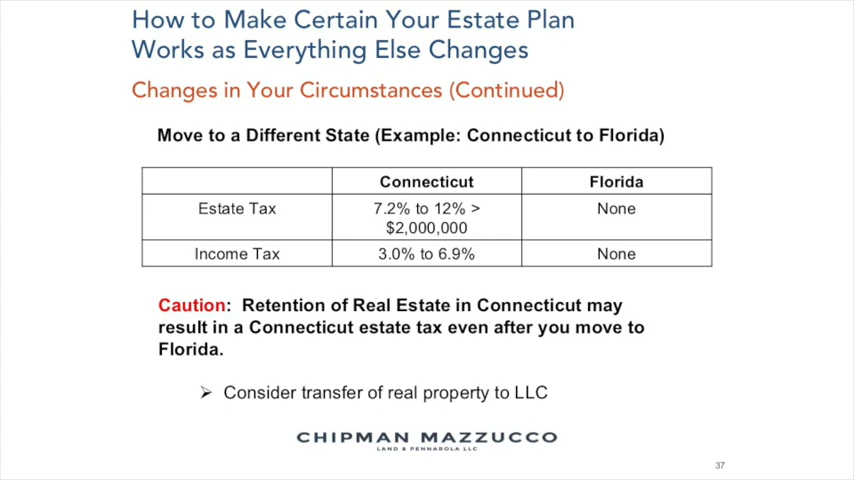 How to Make Certain Your Estate Plan
Works as Everything Else Changes
Changes in Your Circumstances (Continued)
Move to a Different State (Example: Connecticut to Florida)
Connecticut Florida
Estate Tax 7.2% to 12% > None
$2,000,000
Income Tax 3.0% to 6.9% None
Caution: Retention of Real Estate in Connecticut may
result in a Connecticut estate tax even after you move to
Florida.
➢ Consider transfer of real property to LLC
CHIPMAN MAZZUCCO
LAND & PENNAROLA LLC
37